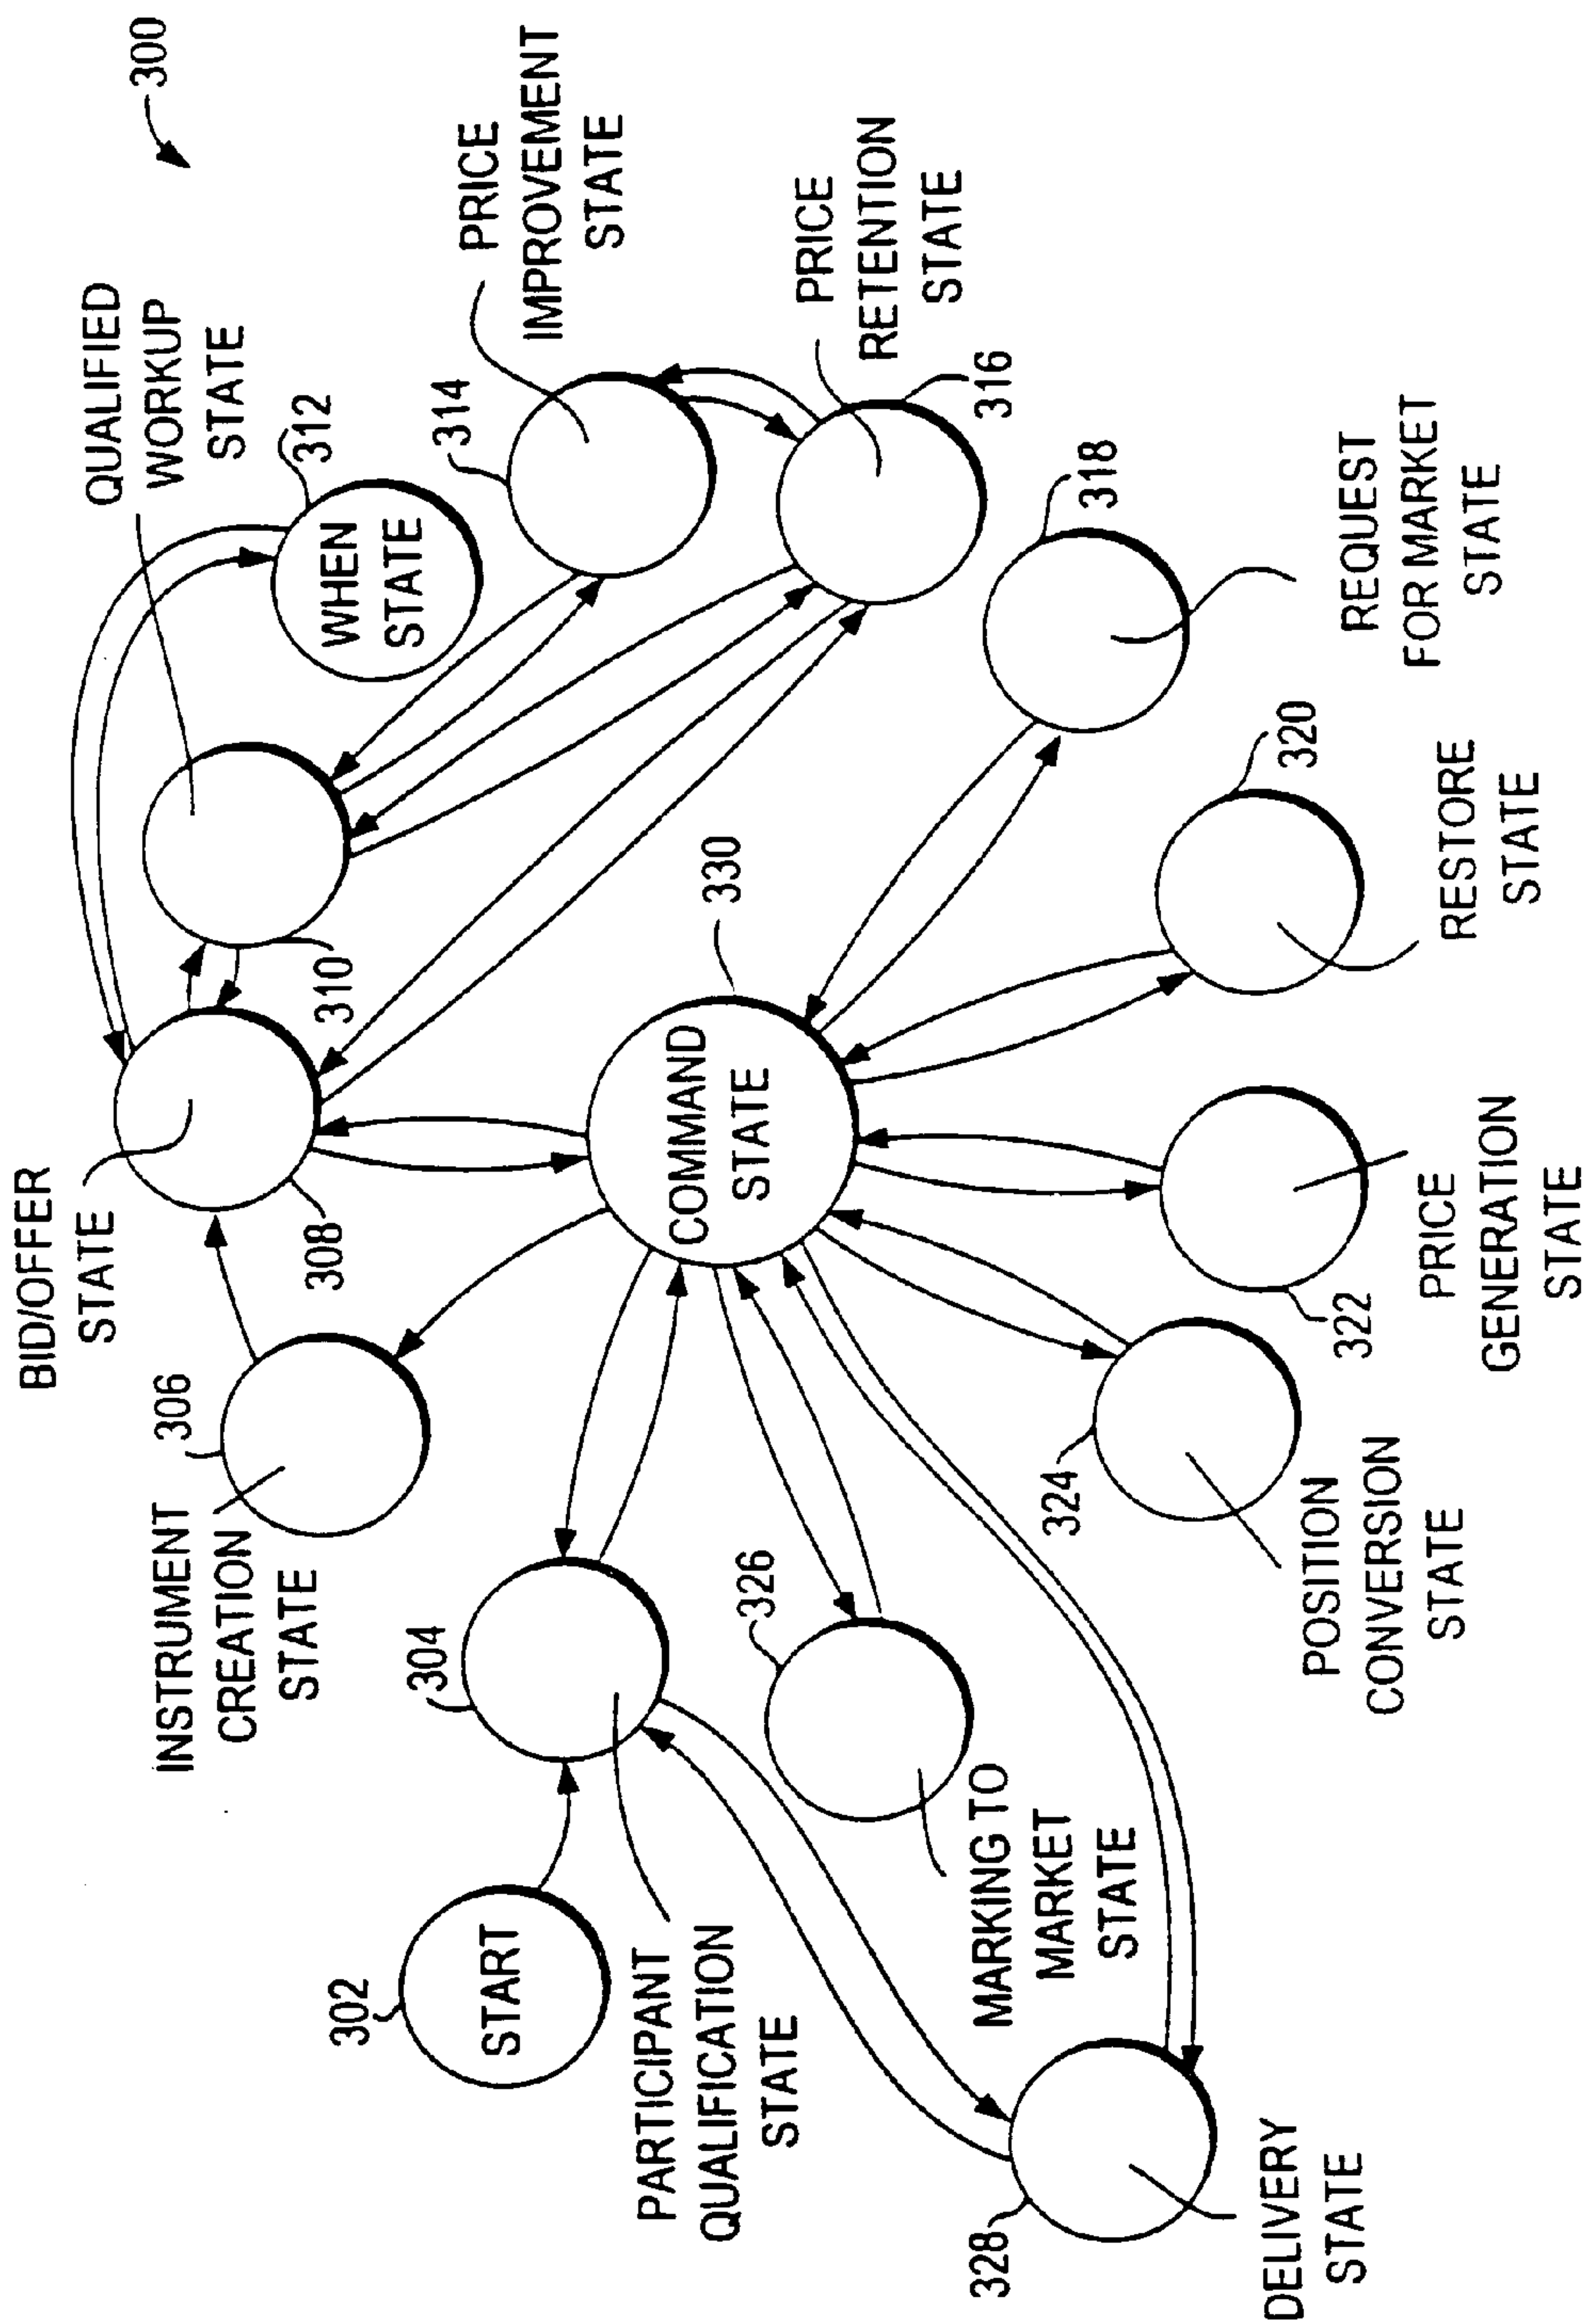 300
QUALIFIED
WORKUP
STATE
312
WHEN
STATE
PRICE
IMPROVEMENT
STATE
314
PRICE
RETENTION
STATE
316
BID/OFFER
STATE
308
310
INSTRUMENT
CREATION
STATE
306
COMMAND
STATE
330
318
REQUEST
FOR MARKET
STATE
320
RESTORE
STATE
322
PRICE
GENERATION
STATE
324
POSITION
CONVERSION
STATE
326
MARKING TO
MARKET
STATE
304
PARTICIPANT
QUALIFICATION
STATE
302
START
328
DELIVERY
STATE